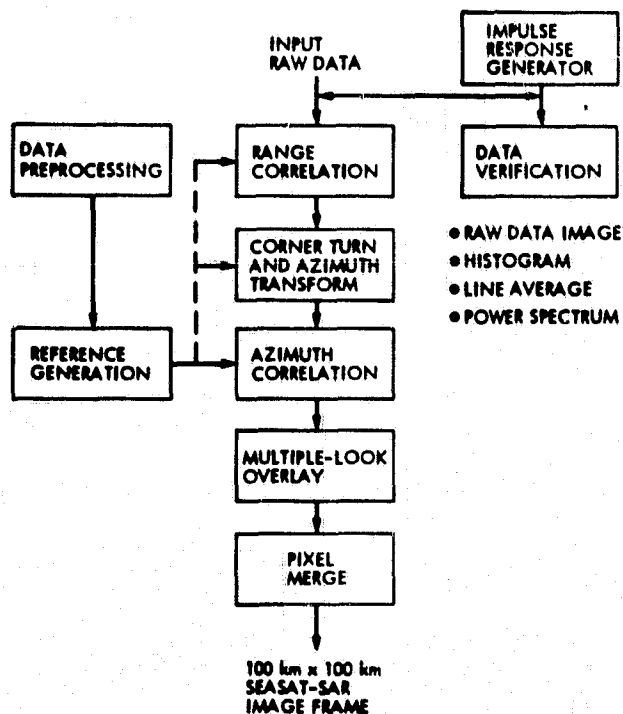 INPUT
RAW DATA
IMPULSE
RESPONSE
GENERATOR
DATA
PREPROCESSING
RANGE
CORRELATION
DATA
VERIFICATION
CORNER TURN
AND AZIMUTH
TRANSFORM
● RAW DATA IMAGE
● HISTOGRAM
● LINE AVERAGE
● POWER SPECTRUM
REFERENCE
GENERATION
AZIMUTH
CORRELATION
MULTIPLE-LOOK
OVERLAY
PIXEL
MERGE
100 km x 100 km
SEASAT-SAR
IMAGE FRAME